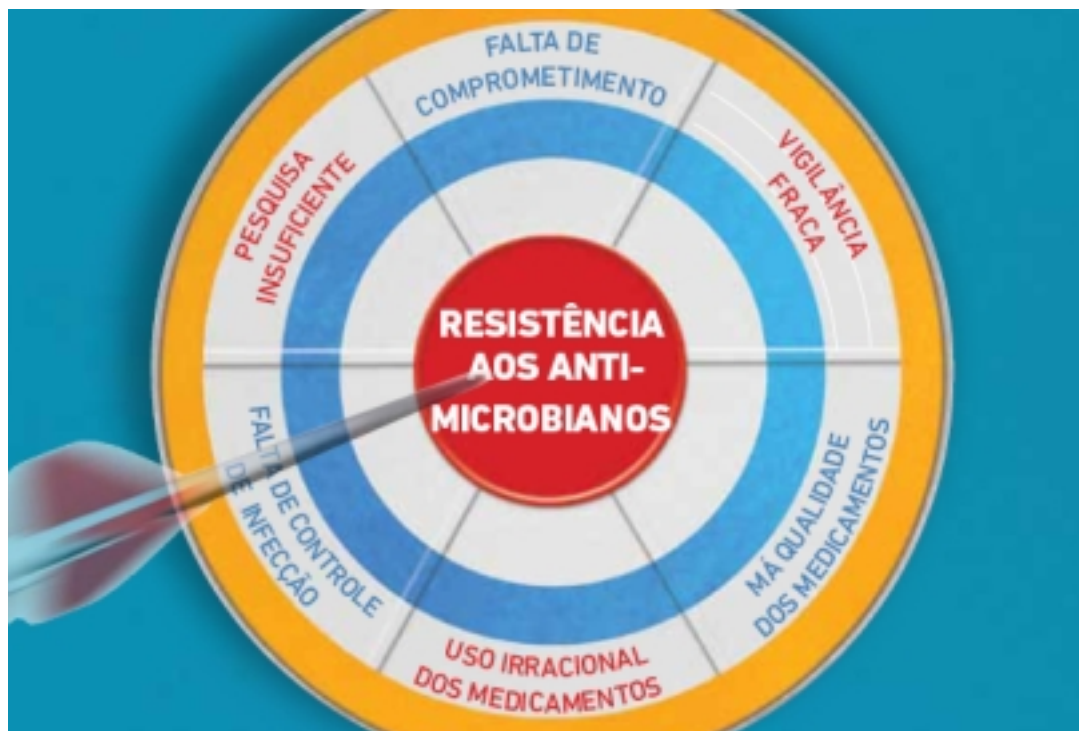 FALTA DE
COMPROMETIMENTO
VIGILÂNCIA
FRACA
PESQUISA
INSUFICIENTE
RESISTÊNCIA
AOS ANTI-
MICROBIANOS
FALTA DE CONTROLE
DE INFECÇÃO
MÁ QUALIDADE
DOS MEDICAMENTOS
USO IRRACIONAL
DOS MEDICAMENTOS